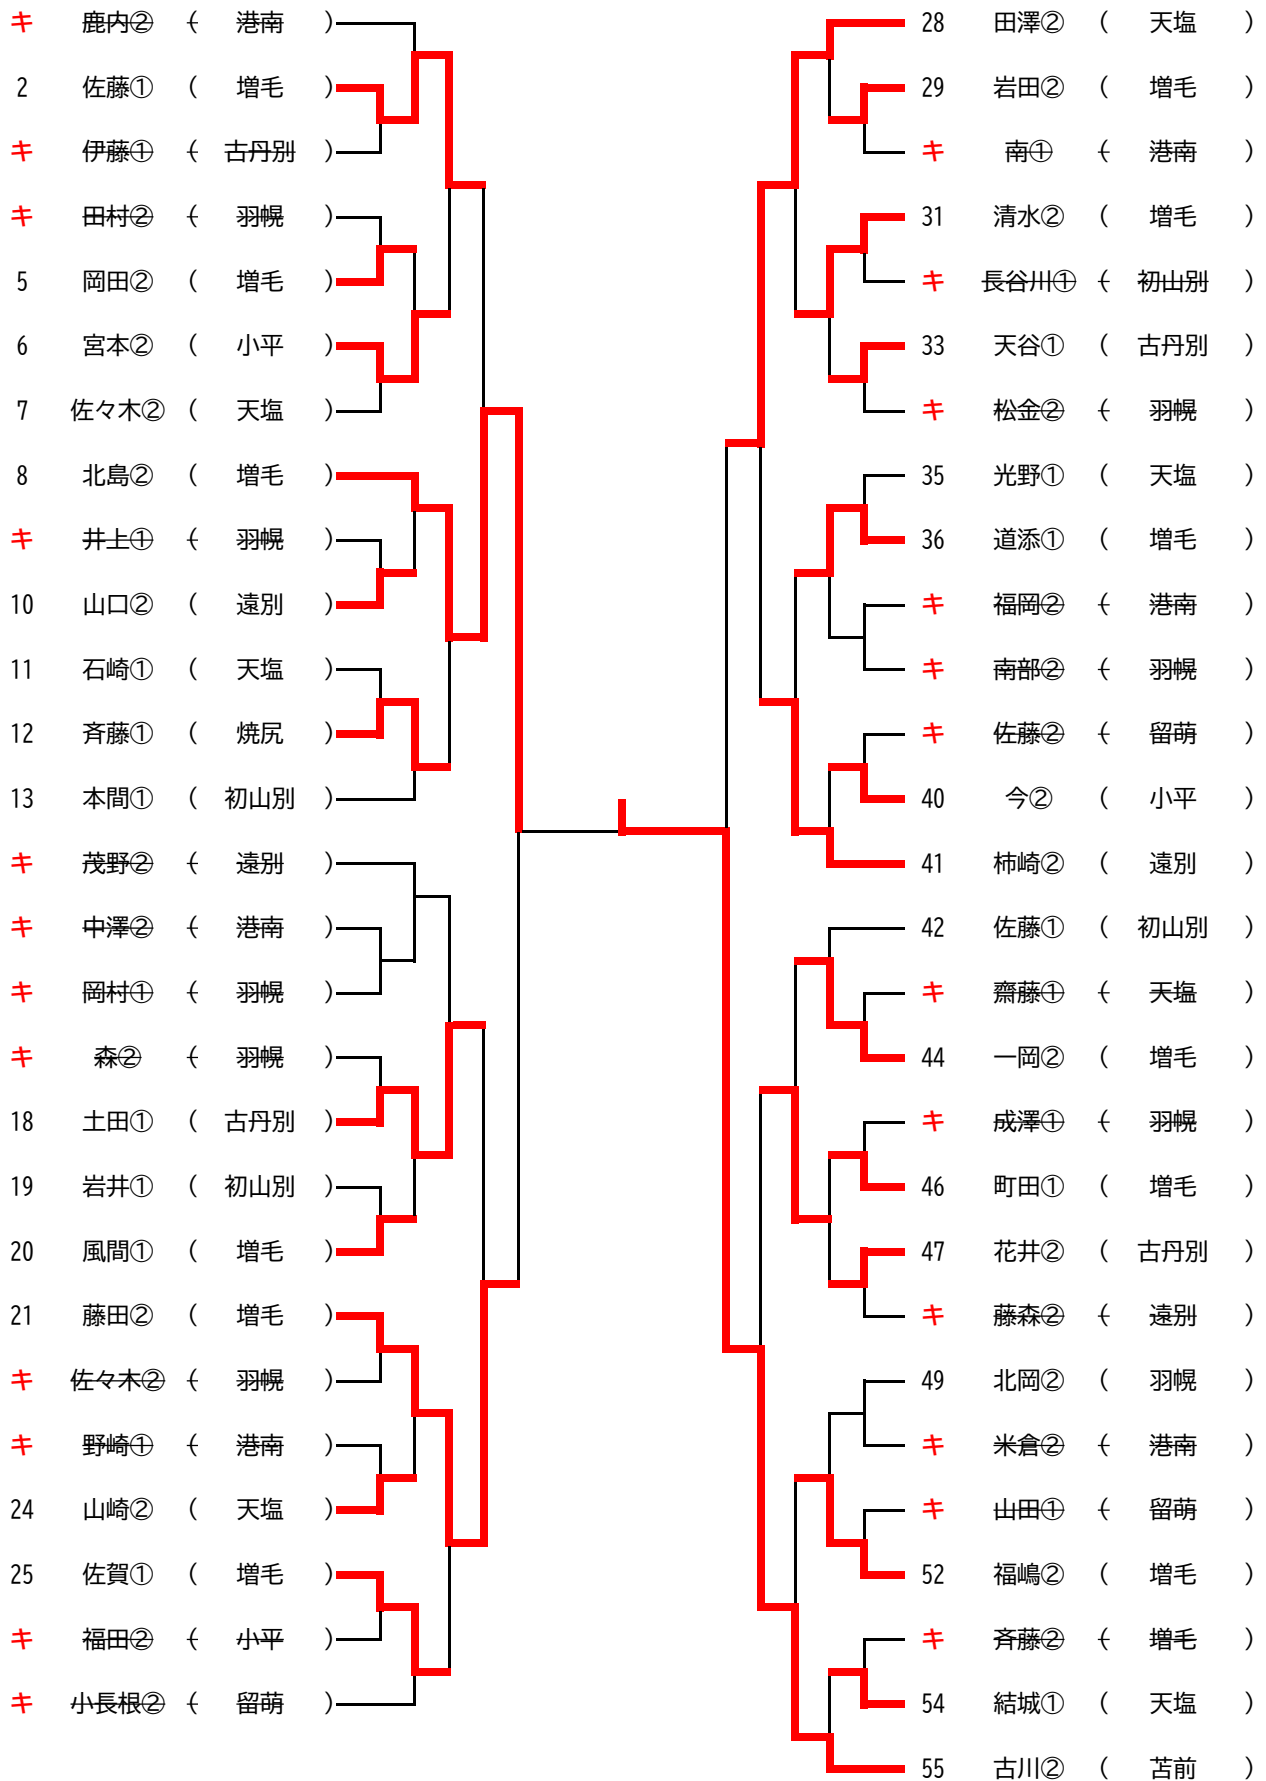 キ 鹿内② ( 港南 )
2 佐藤① ( 増毛 )
キ 伊藤① ( 古丹別 )
キ 田村② ( 羽幌 )
5 岡田② ( 増毛 )
6 宮本② ( 小平 )
7 佐々木② ( 天塩 )
8 北島② ( 増毛 )
キ 井上① ( 羽幌 )
10 山口② ( 遠別 )
11 石崎① ( 天塩 )
12 斉藤① ( 焼尻 )
13 本間① ( 初山別 )
キ 茂野② ( 遠別 )
キ 中澤② ( 港南 )
キ 岡村① ( 羽幌 )
キ 森② ( 羽幌 )
18 土田① ( 古丹別 )
19 岩井① ( 初山別 )
20 風間① ( 増毛 )
21 藤田② ( 増毛 )
キ 佐々木② ( 羽幌 )
キ 野崎① ( 港南 )
24 山崎② ( 天塩 )
25 佐賀① ( 増毛 )
キ 福田② ( 小平 )
キ 小長根② ( 留萌 )
28 田澤② ( 天塩 )
29 岩田② ( 増毛 )
キ 南① ( 港南 )
31 清水② ( 増毛 )
キ 長谷川① ( 初山別 )
33 天谷① ( 古丹別 )
キ 松金② ( 羽幌 )
35 光野① ( 天塩 )
36 道添① ( 増毛 )
キ 福岡② ( 港南 )
キ 南部② ( 羽幌 )
キ 佐藤② ( 留萌 )
40 今② ( 小平 )
41 柿崎② ( 遠別 )
42 佐藤① ( 初山別 )
キ 齋藤① ( 天塩 )
44 一岡② ( 増毛 )
キ 成澤① ( 羽幌 )
46 町田① ( 増毛 )
47 花井② ( 古丹別 )
キ 藤森② ( 遠別 )
49 北岡② ( 羽幌 )
キ 米倉② ( 港南 )
キ 山田① ( 留萌 )
52 福嶋② ( 増毛 )
キ 斉藤② ( 増毛 )
54 結城① ( 天塩 )
55 古川② ( 苫前 )